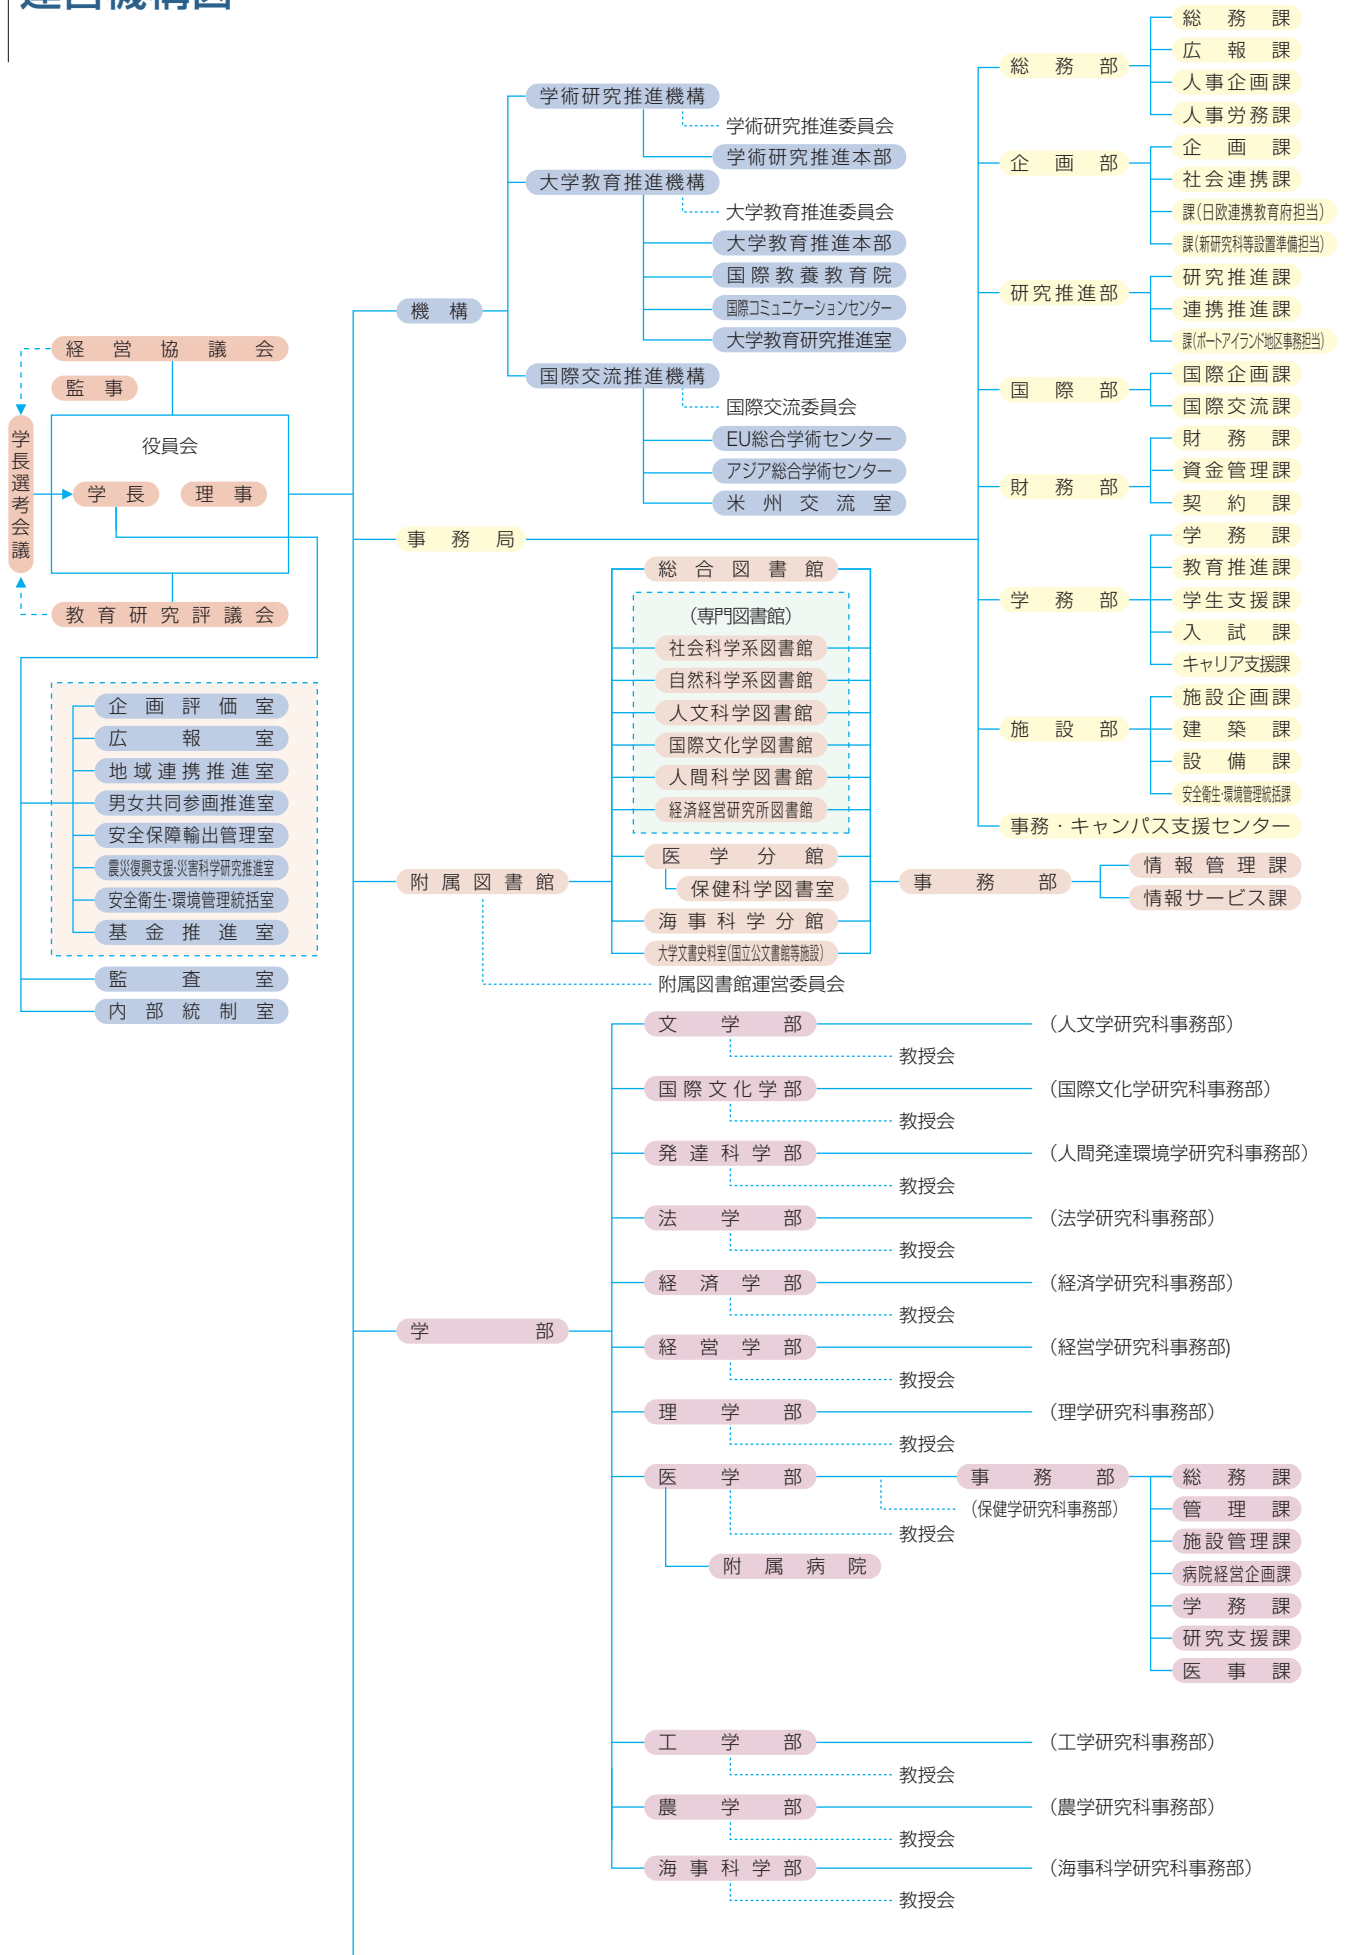 運営機構図
経営協議会
監事
役員会
学長
理事
学長選考会議
教育研究評議会
企画評価室
広報室
地域連携推進室
男女共同参画推進室
安全保障輸出管理室
震災復興支援・災害科学研究推進室
安全衛生・環境管理統括室
基金推進室
監査室
内部統制室
機構
学術研究推進機構
学術研究推進委員会
学術研究推進本部
大学教育推進機構
大学教育推進委員会
大学教育推進本部
国際教養教育院
国際コミュニケーションセンター
大学教育研究推進室
国際交流推進機構
国際交流委員会
EU総合学術センター
アジア総合学術センター
米州交流室
事務局
総務部
総務課
広報課
人事企画課
人事労務課
企画部
企画課
社会連携課
課(日欧連携教育府担当)
課(新研究科等設置準備担当)
研究推進部
研究推進課
連携推進課
課(ポートアイランド地区事務担当)
国際部
国際企画課
国際交流課
財務部
財務課
資金管理課
契約課
学務部
学務課
教育推進課
学生支援課
入試課
キャリア支援課
施設部
施設企画課
建築課
設備課
安全衛生・環境管理統括課
事務・キャンパス支援センター
附属図書館
総合図書館
(専門図書館)
社会科学系図書館
自然科学系図書館
人文科学図書館
国際文化学図書館
人間科学図書館
経済経営研究所図書館
医学分館
保健科学図書室
海事科学分館
大学文書史料室(国立公文書館等施設)
附属図書館運営委員会
事務部
情報管理課
情報サービス課
学部
文学部
(人文学研究科事務部)
教授会
国際文化学部
(国際文化学研究科事務部)
教授会
発達科学部
(人間発達環境学研究科事務部)
教授会
法学部
(法学研究科事務部)
教授会
経済学部
(経済学研究科事務部)
教授会
経営学部
(経営学研究科事務部)
教授会
理学部
(理学研究科事務部)
教授会
医学部
事務部
(保健学研究科事務部)
教授会
附属病院
総務課
管理課
施設管理課
病院経営企画課
学務課
研究支援課
医事課
工学部
(工学研究科事務部)
教授会
農学部
(農学研究科事務部)
教授会
海事科学部
(海事科学研究科事務部)
教授会